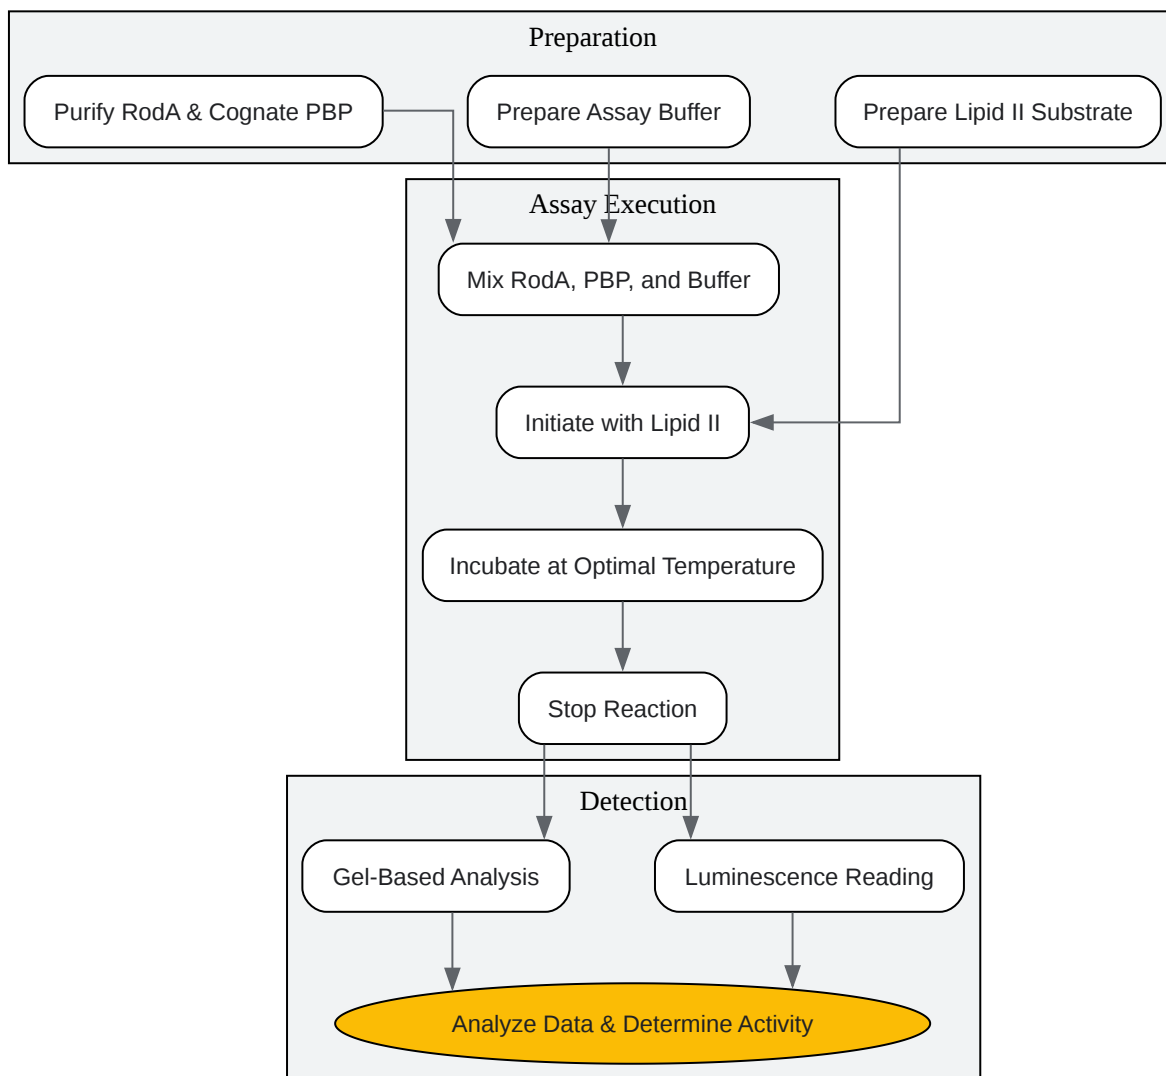 Preparation
Purify RodA & Cognate PBP
Prepare Assay Buffer
Prepare Lipid II Substrate
Assay Execution
Mix RodA, PBP, and Buffer
Initiate with Lipid II
Incubate at Optimal Temperature
Stop Reaction
Detection
Gel-Based Analysis
Luminescence Reading
Analyze Data & Determine Activity